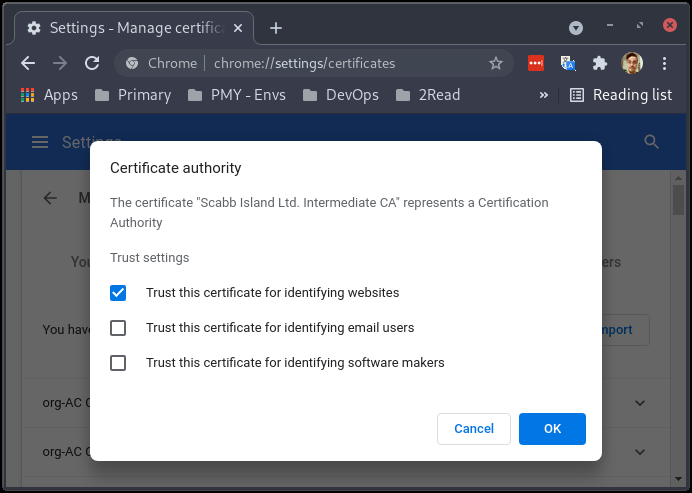 Settings - Manage certifica
Chrome chrome://settings/certificates
Apps Primary PMY - Envs DevOps 2Read » Reading list
Settings
Certificate authority
The certificate "Scabb Island Ltd. Intermediate CA" represents a Certification
Authority
Trust settings
Trust this certificate for identifying websites
Trust this certificate for identifying email users
Trust this certificate for identifying software makers
You have
org-AC
Cancel OK
org-AC